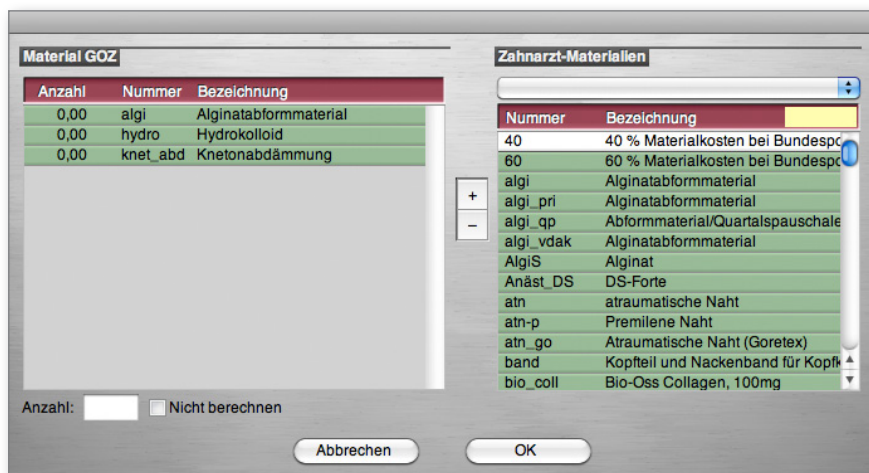 Material GOZ
Anzahl Nummer Bezeichnung
0,00 algi Alginatabformmaterial
0,00 hydro Hydrokolloid
0,00 knet_abd Knetonabdämmung
+
−
Zahnarzt-Materialien
Nummer Bezeichnung
40 40 % Materialkosten bei Bundespo
60 60 % Materialkosten bei Bundespo
algi Alginatabformmaterial
algi_pri Alginatabformmaterial
algi_qp Abformmaterial/Quartalspauschale
algi_vdak Alginatabformmaterial
AlgiS Alginat
Anäst_DS DS-Forte
atn atraumatische Naht
atn-p Premilene Naht
atn_go Atraumatische Naht (Goretex)
band Kopfteil und Nackenband für Kopfk
bio_coll Bio-Oss Collagen, 100mg
Anzahl: Nicht berechnen
Abbrechen OK